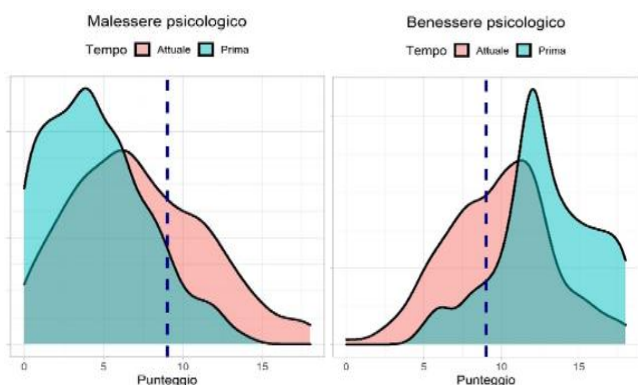 Malessere psicologico
Tempo Attuale Prima
0 5 10 15
Punteggio
Benessere psicologico
Tempo Attuale Prima
0 5 10 15
Punteggio